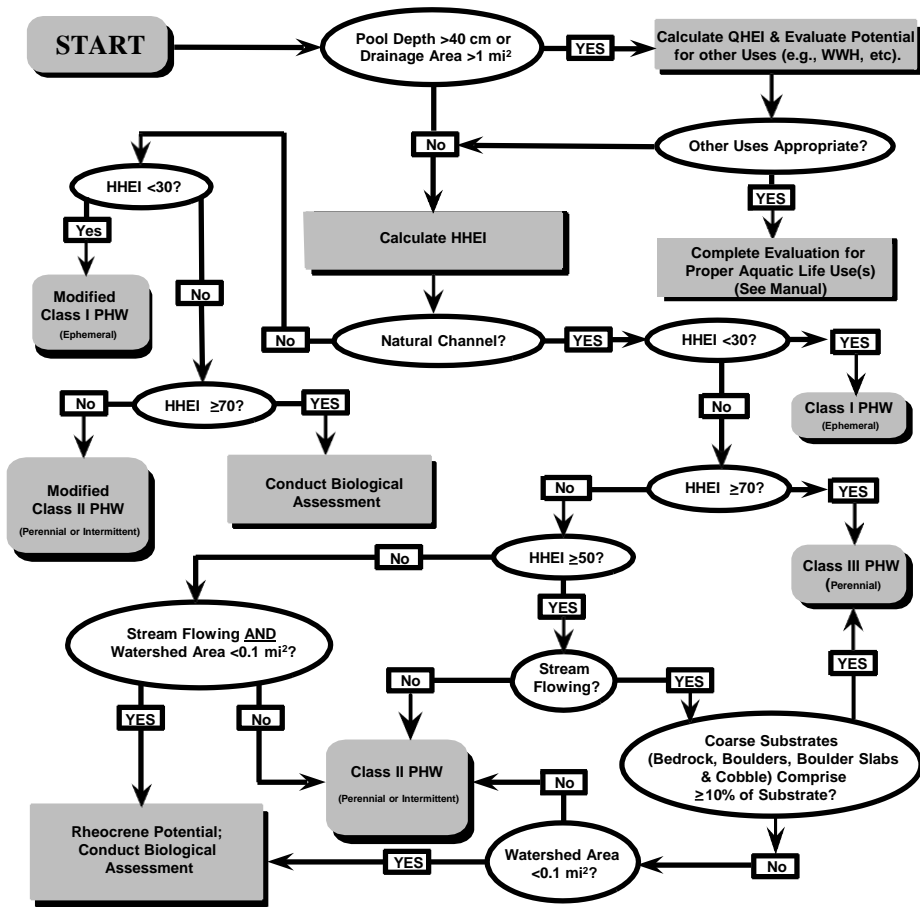 START
Pool Depth >40 cm or
Drainage Area >1 mi²
YES
Calculate QHEI & Evaluate Potential
for other Uses (e.g., WWH, etc).
No
Other Uses Appropriate?
YES
Complete Evaluation for
Proper Aquatic Life Use(s)
(See Manual)
Calculate HHEI
Natural Channel?
No
HHEI <30?
Yes
Modified
Class I PHW
(Ephemeral)
No
HHEI ≥70?
No
Modified
Class II PHW
(Perennial or Intermittent)
YES
Conduct Biological
Assessment
YES
HHEI <30?
YES
Class I PHW
(Ephemeral)
No
HHEI ≥70?
YES
Class III PHW
(Perennial)
No
HHEI ≥50?
No
Stream Flowing AND
Watershed Area <0.1 mi²?
YES
No
YES
Stream
Flowing?
No
Class II PHW
(Perennial or Intermittent)
YES
Coarse Substrates
(Bedrock, Boulders, Boulder Slabs
& Cobble) Comprise
≥10% of Substrate?
YES
No
Watershed Area
<0.1 mi²?
No
YES
Rheocrene Potential;
Conduct Biological
Assessment